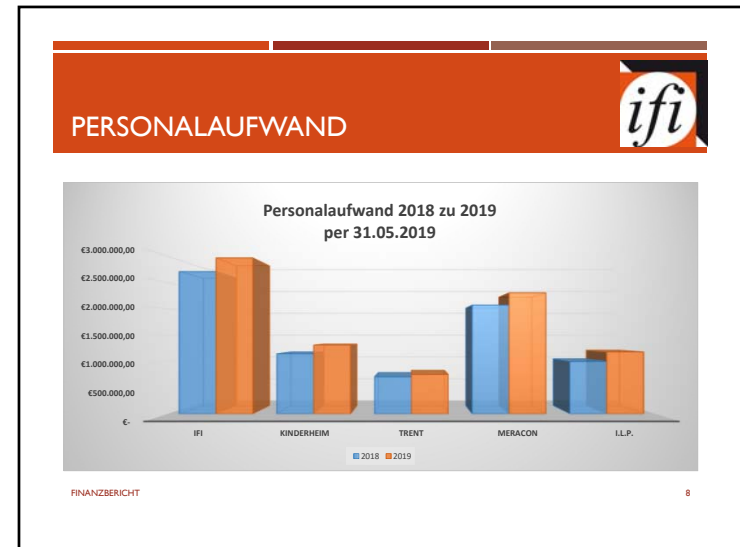 PERSONALAUFWAND
ifi
Personalaufwand 2018 zu 2019
per 31.05.2019
€3.000.000,00
€2.500.000,00
€2.000.000,00
€1.500.000,00
€1.000.000,00
€500.000,00
€-
IFI KINDERHEIM TRENT MERACON I.L.P.
2018 2019
FINANZBERICHT 8